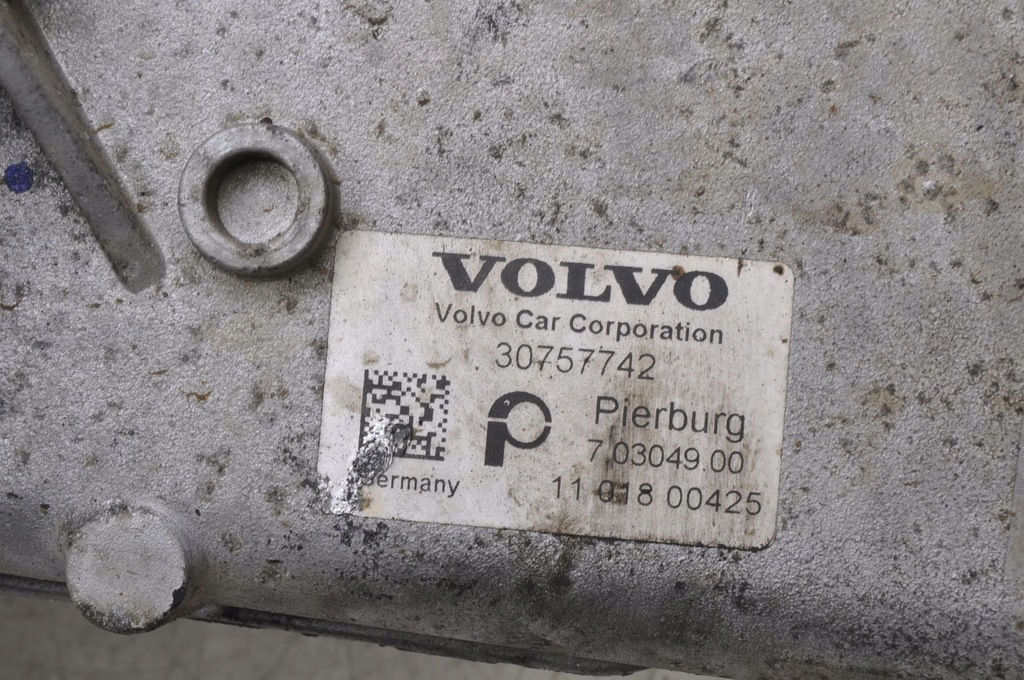 VOLVO
Volvo Car Corporation
30757742
Pierburg
7.03049.00
Germany
11 018 00425